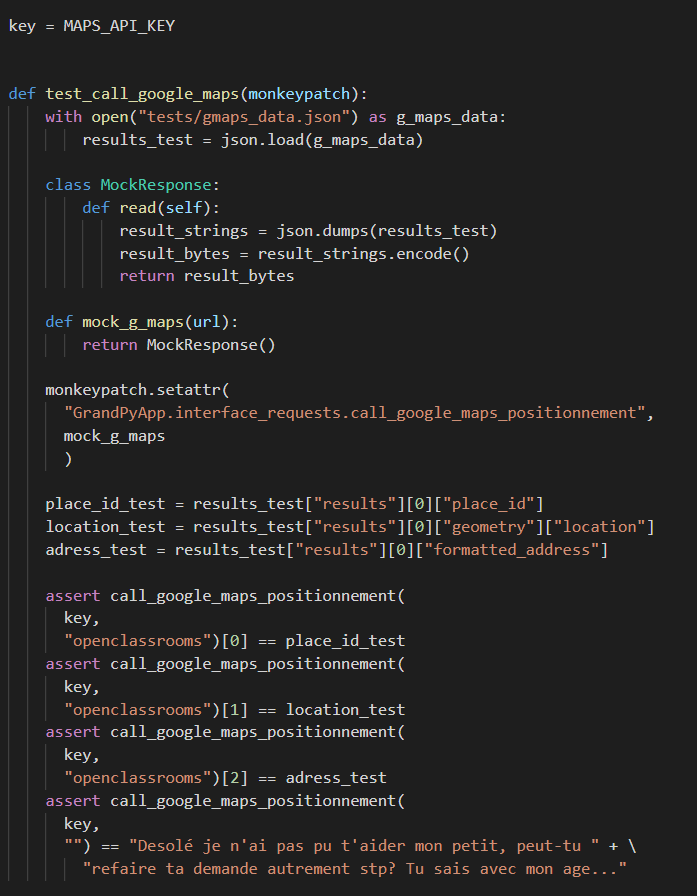 key = MAPS_API_KEY
def test_call_google_maps(monkeypatch):
    with open("tests/gmaps_data.json") as g_maps_data:
        results_test = json.load(g_maps_data)
    class MockResponse:
        def read(self):
            result_strings = json.dumps(results_test)
            result_bytes = result_strings.encode()
            return result_bytes
    def mock_g_maps(url):
        return MockResponse()
    monkeypatch.setattr(
      "GrandPyApp.interface_requests.call_google_maps_positionnement",
      mock_g_maps
      )
    place_id_test = results_test["results"][0]["place_id"]
    location_test = results_test["results"][0]["geometry"]["location"]
    adress_test = results_test["results"][0]["formatted_address"]
    assert call_google_maps_positionnement(
      key,
      "openclassrooms")[0] == place_id_test
    assert call_google_maps_positionnement(
      key,
      "openclassrooms")[1] == location_test
    assert call_google_maps_positionnement(
      key,
      "openclassrooms")[2] == adress_test
    assert call_google_maps_positionnement(
      key,
      "") == "Desolé je n'ai pas pu t'aider mon petit, peut-tu " + \
        "refaire ta demande autrement stp? Tu sais avec mon age..."